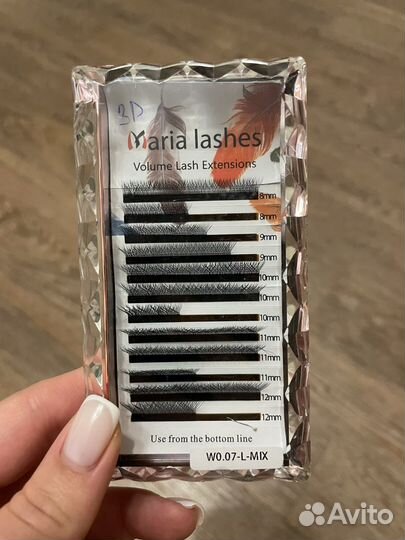 3D
Maria lashes
Volume Lash Extensions
8mm
8mm
9mm
9mm
10mm
10mm
10mm
11mm
11mm
11mm
12mm
12mm
Use from the bottom line
W0.07-L-MIX
Avito